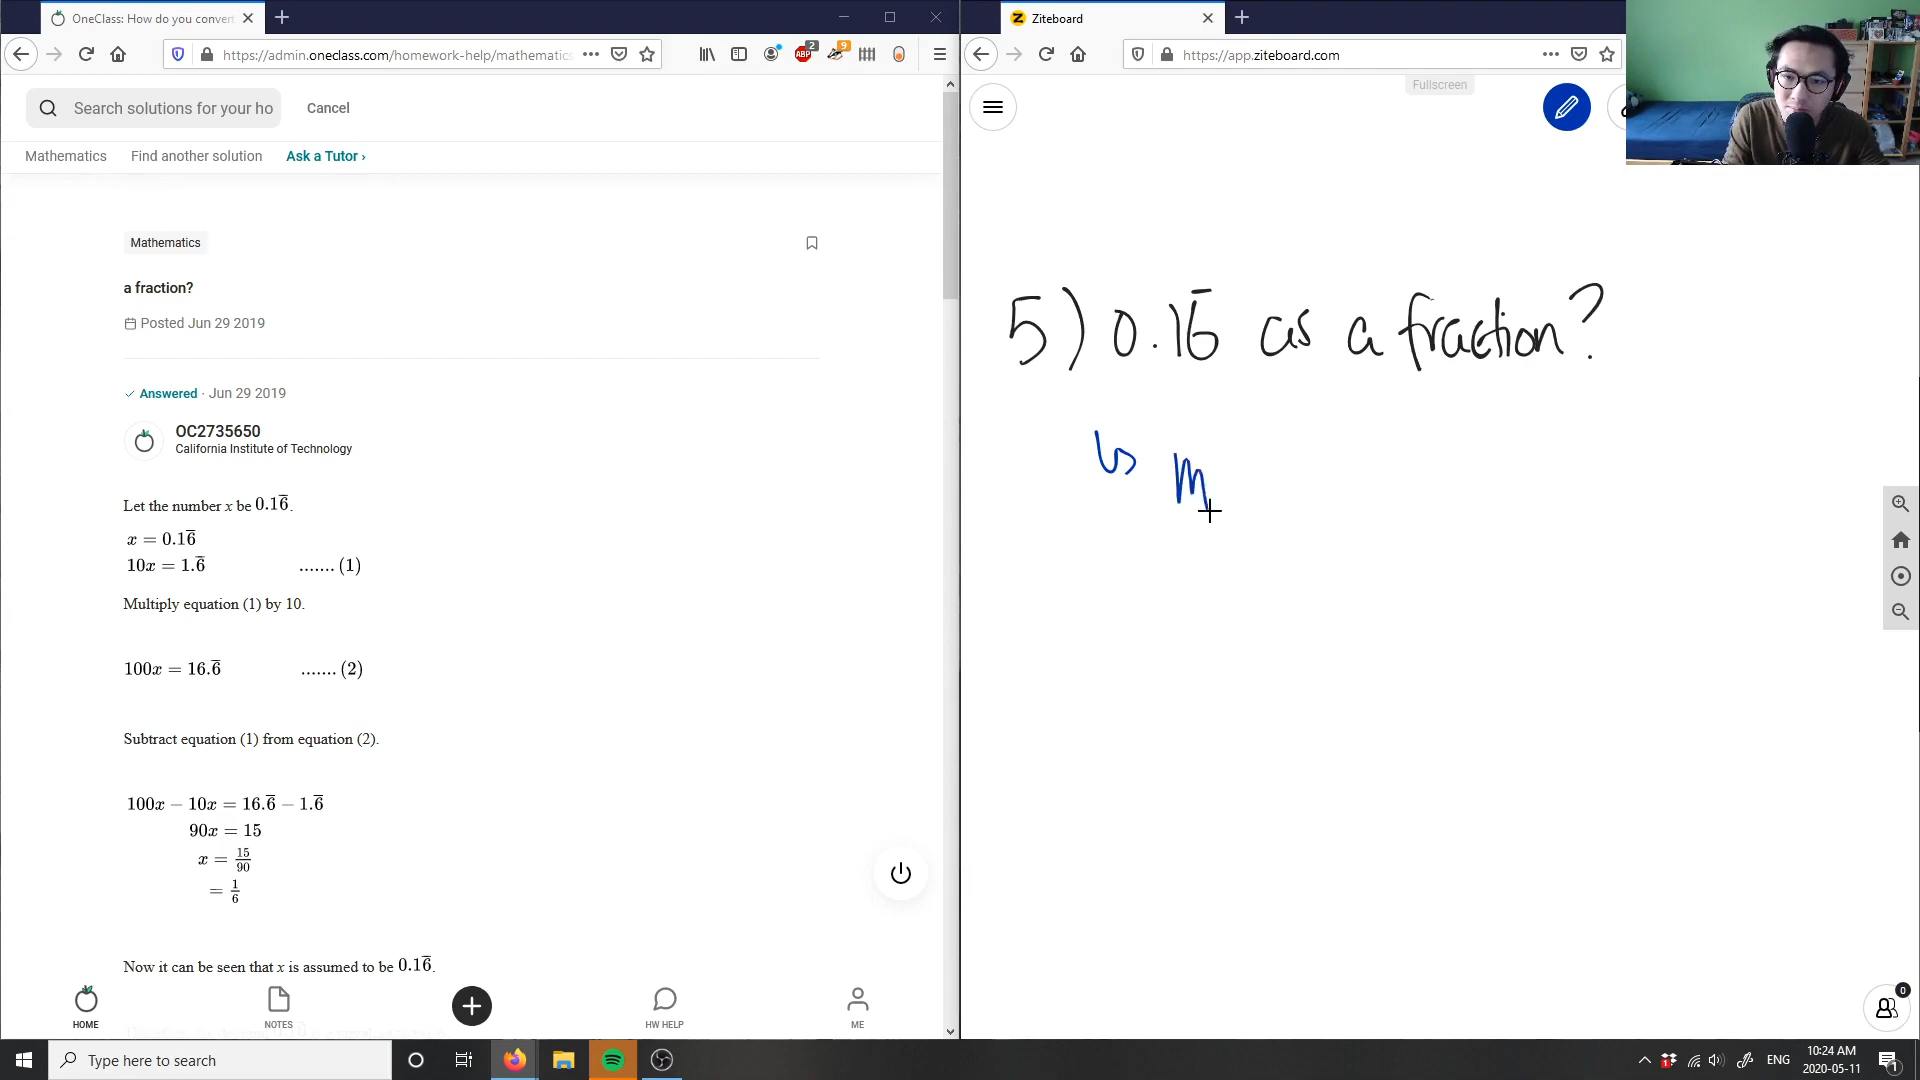 OneClass: How do you convert
Ziteboard
https://admin.oneclass.com/homework-help/mathematics
ABP
2
9
https://app.ziteboard.com
Search solutions for your ho
Cancel
Fullscreen
Mathematics
Find another solution
Ask a Tutor ›
Mathematics
a fraction?
Posted Jun 29 2019
✓ Answered · Jun 29 2019
OC2735650
California Institute of Technology
Let the number x be 0.16̅.
x = 0.16̅
10x = 1.6̅ ....... (1)
Multiply equation (1) by 10.
100x = 16.6̅ ....... (2)
Subtract equation (1) from equation (2).
100x − 10x = 16.6̅ − 1.6̅
90x = 15
x = 15/90
= 1/6
Now it can be seen that x is assumed to be 0.16̅.
HOME
NOTES
HW HELP
ME
5) 0.16̅ as a fraction?
↳ m
0
Type here to search
ENG
10:24 AM
2020-05-11
1